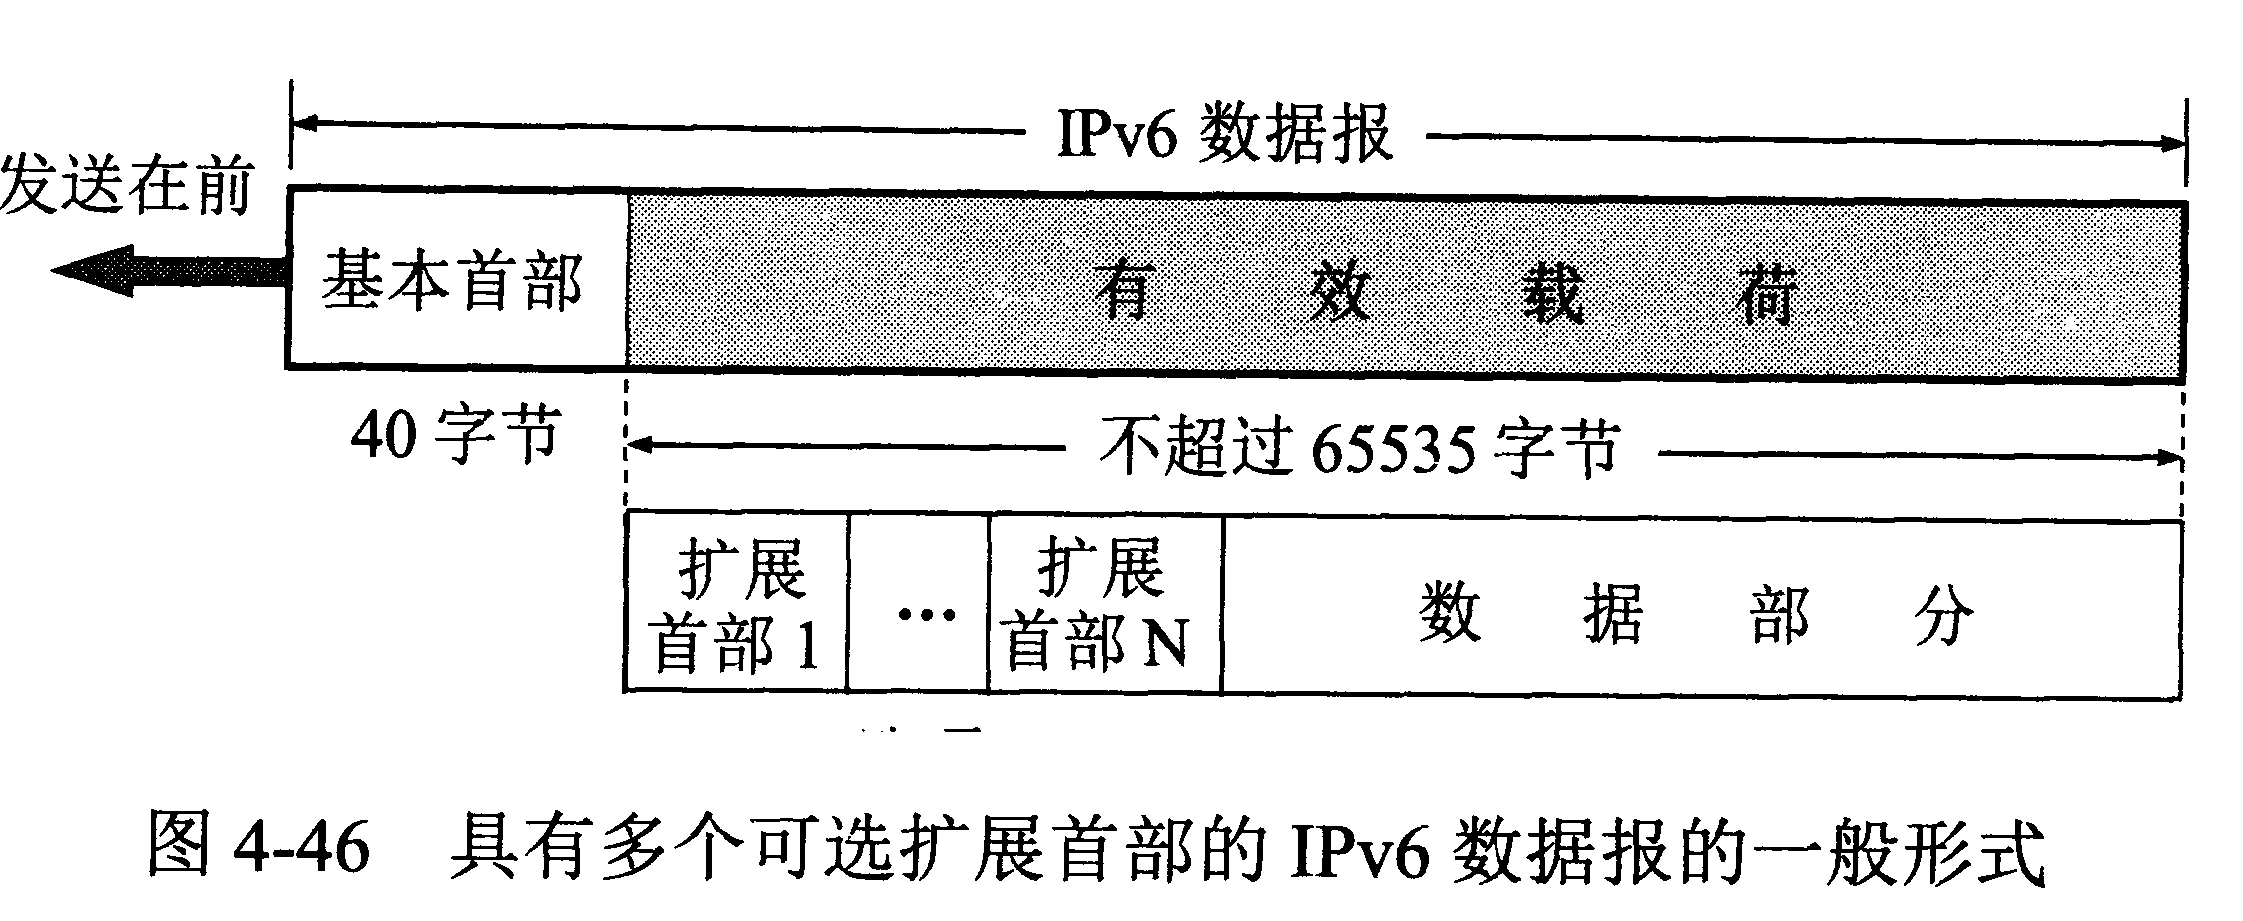 IPv6 数据报
发送在前
基本首部
有效载荷
40 字节
不超过 65535 字节
扩展
首部 1
···
扩展
首部 N
数据部分
图 4-46 具有多个可选扩展首部的 IPv6 数据报的一般形式